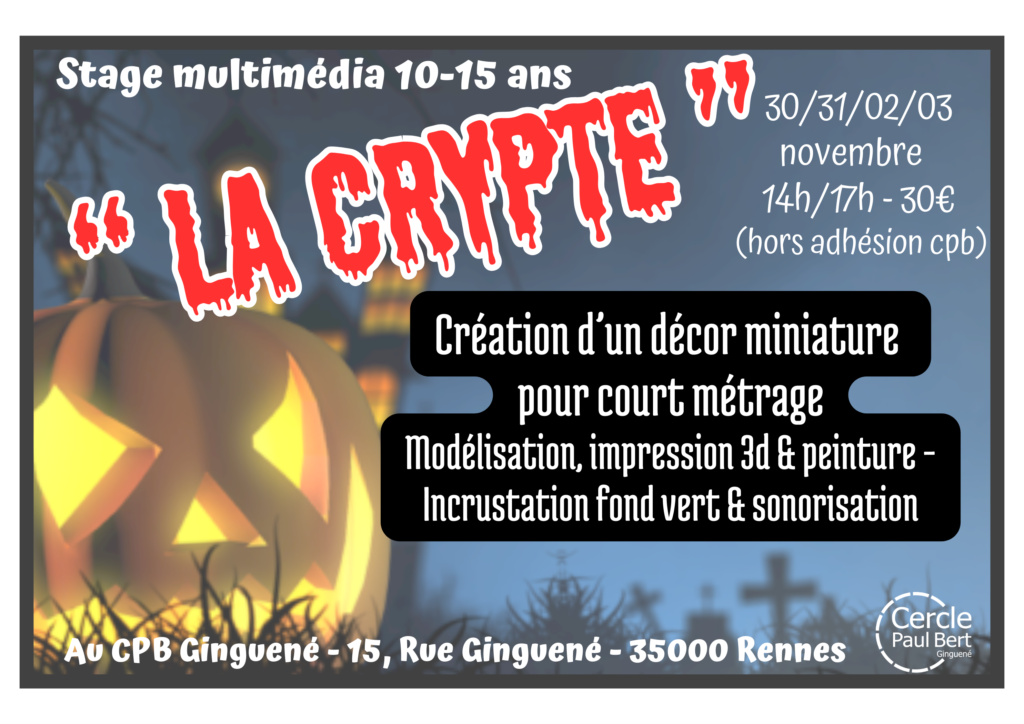 Stage multimédia 10-15 ans
“ LA CRYPTE ”
30/31/02/03
novembre
14h/17h - 30€
(hors adhésion cpb)
Création d'un décor miniature
pour court métrage
Modélisation, impression 3d & peinture -
Incrustation fond vert & sonorisation
Au CPB Ginguené - 15, Rue Ginguené - 35000 Rennes
Cercle
Paul Bert
Ginguené